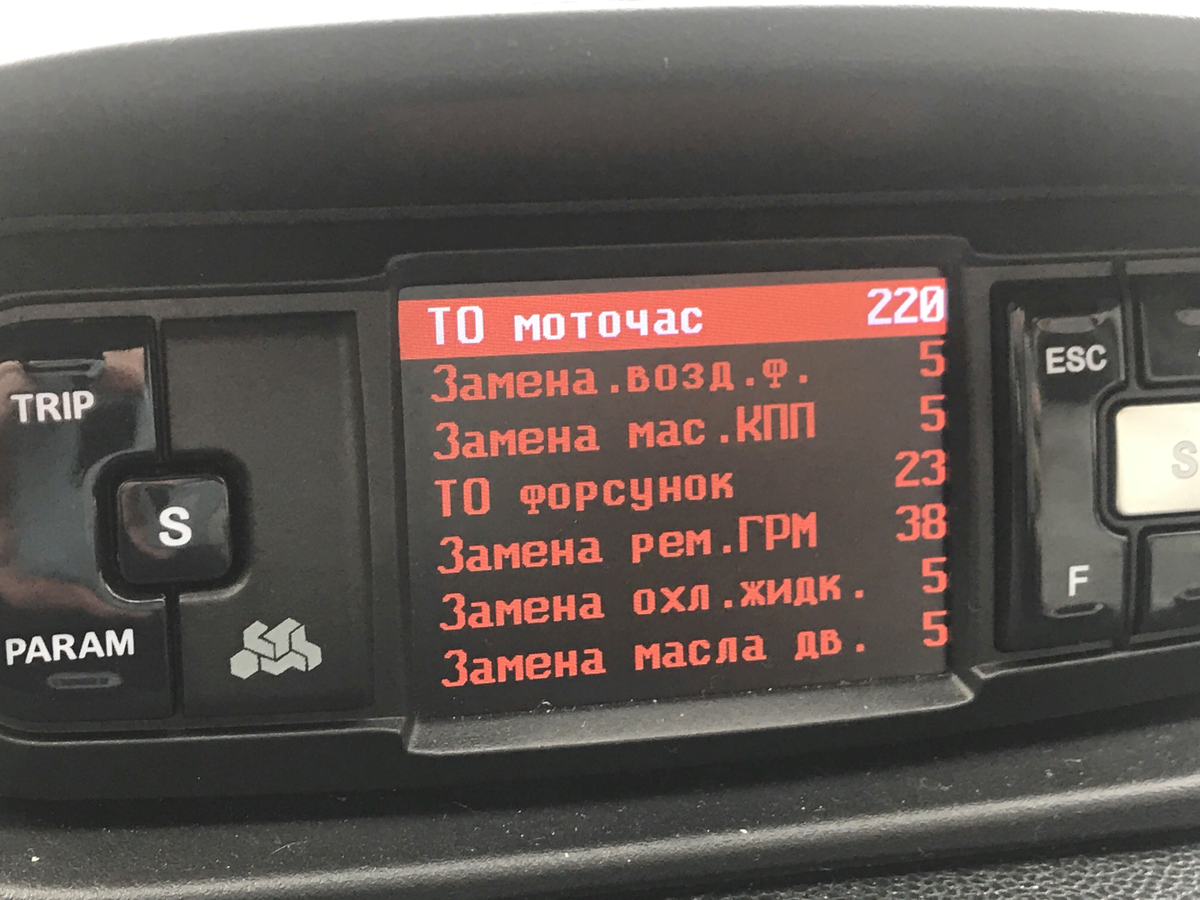 ТО моточас 220
Замена.возд.ф. 5
Замена мас.КПП 5
ТО форсунок 23
Замена рем.ГРМ 38
Замена охл.жидк. 5
Замена масла дв. 5
TRIP
S
PARAM
ESC
F
S